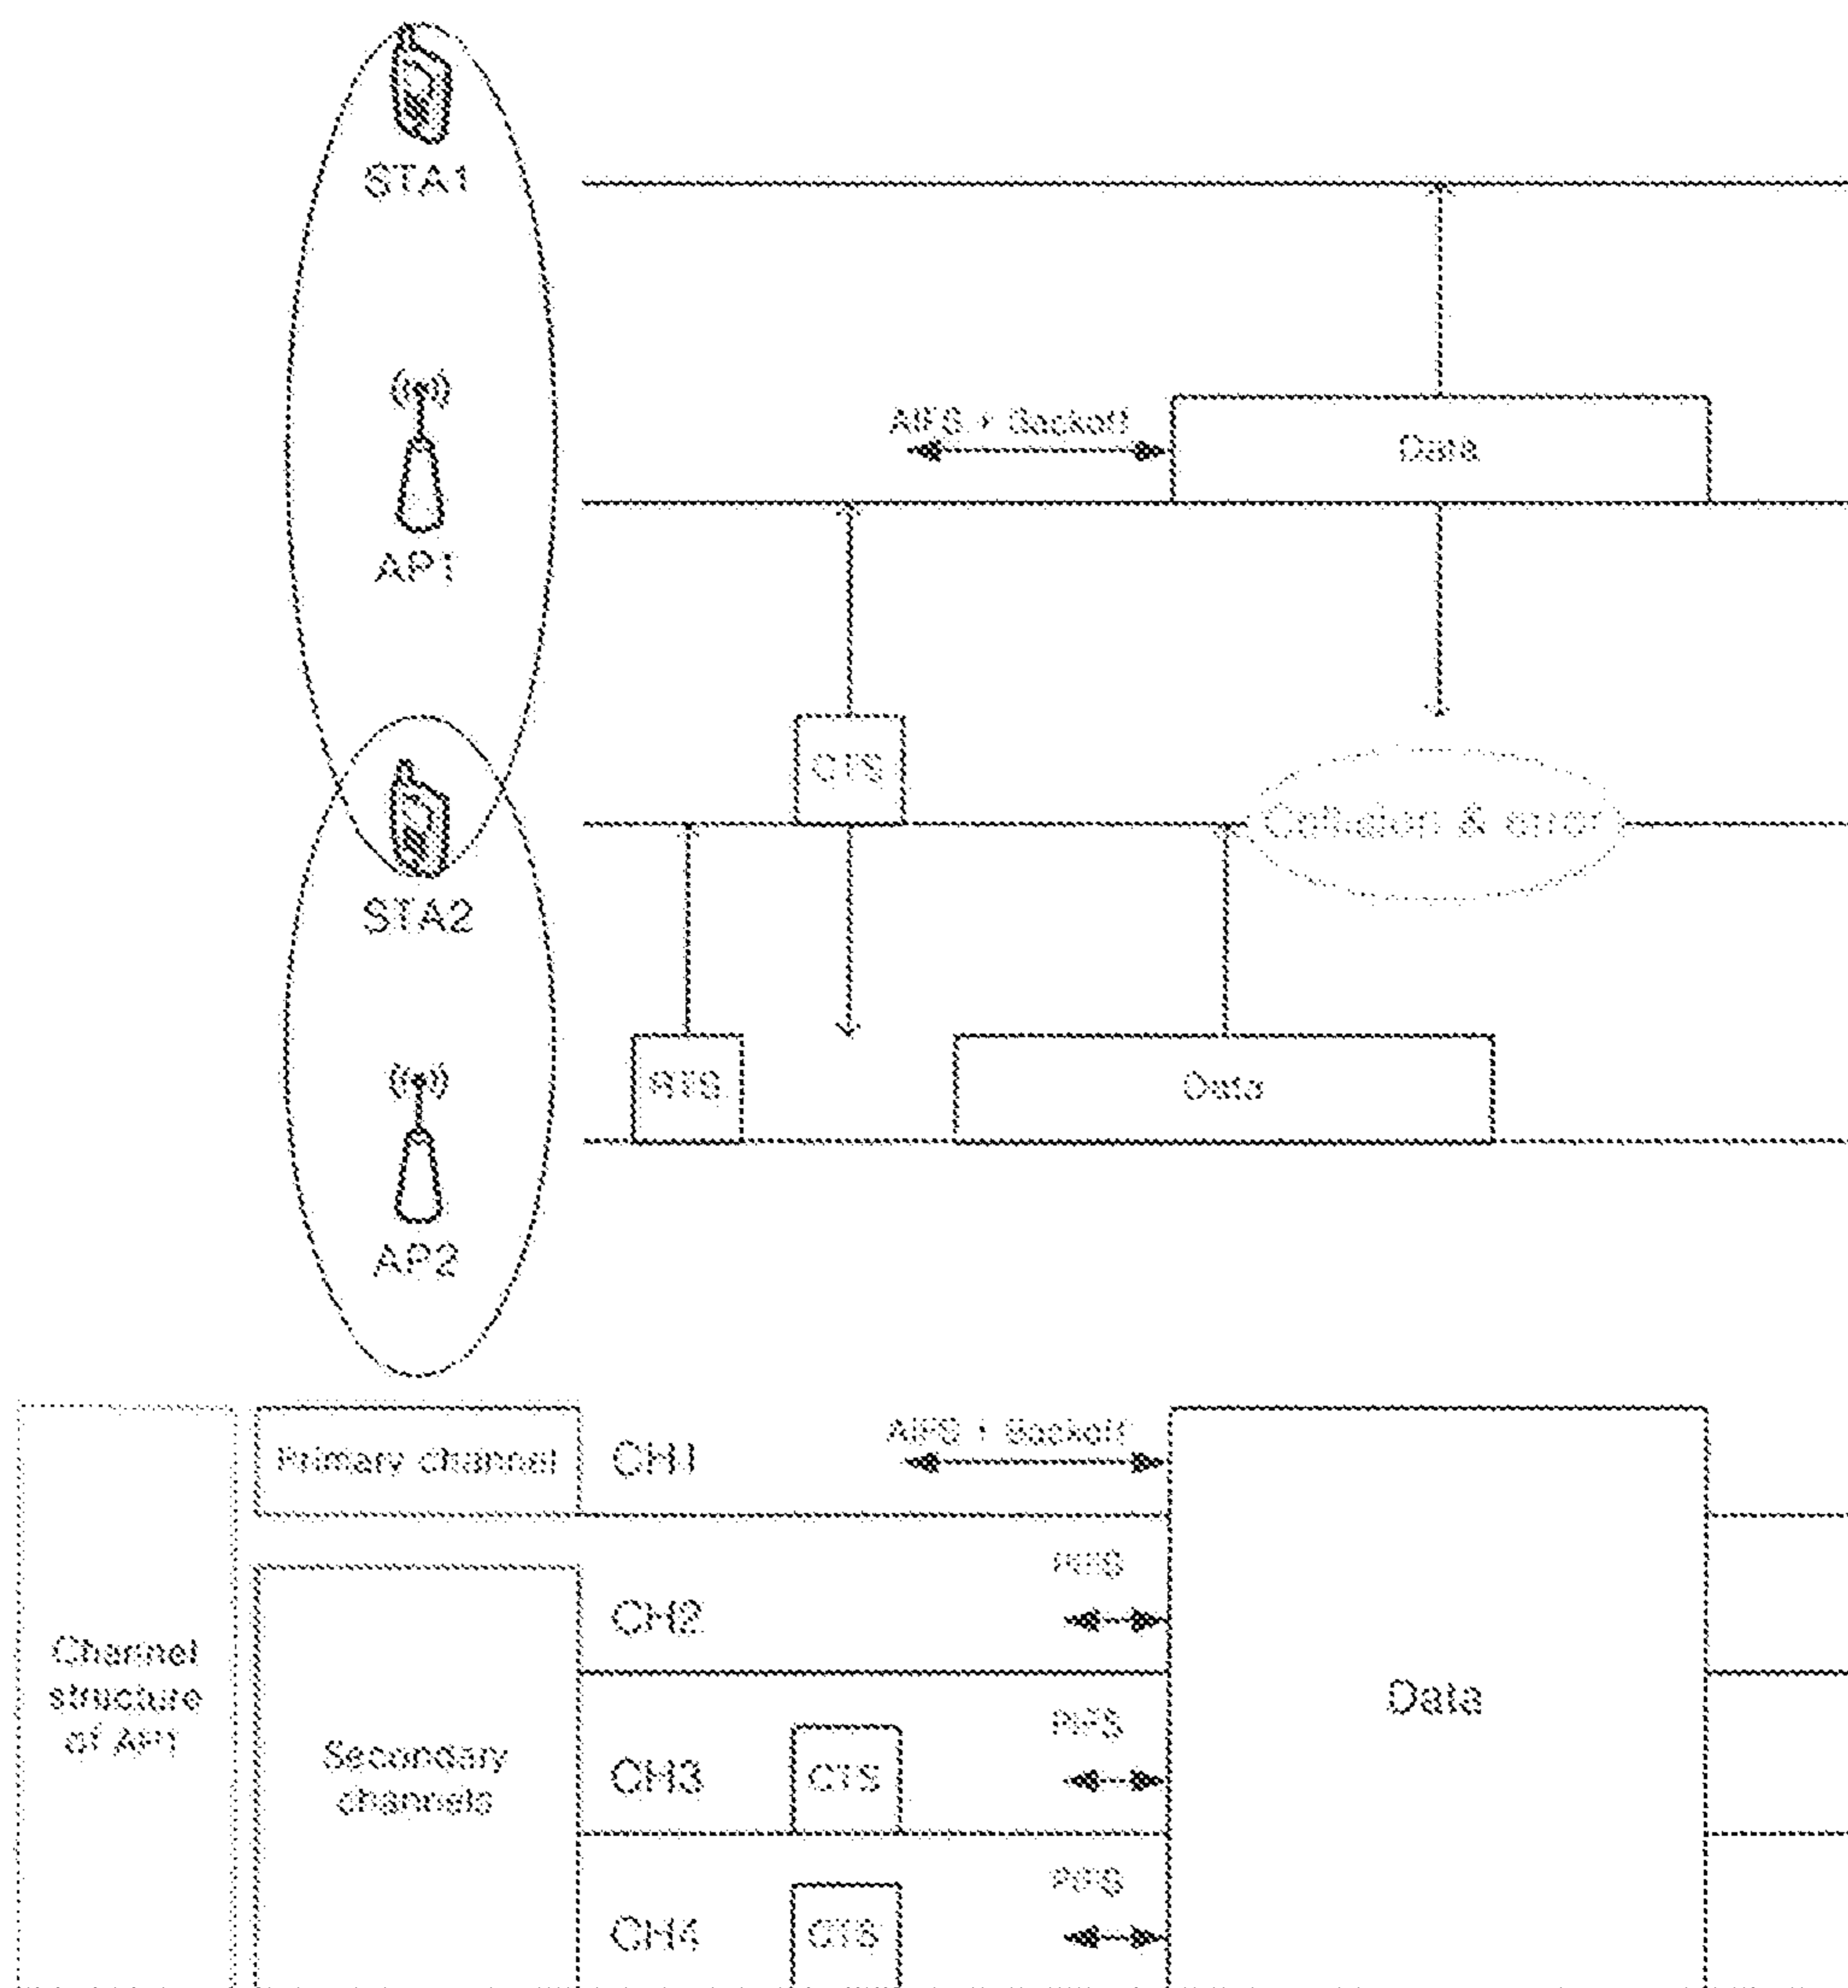 STA1
AIFS + Backoff
Data
AP1
CTS
Collision & error
STA2
RTS
Data
AP2
Primary channel
CH1
AIFS + Backoff
PIFS
CH2
Channel
structure
of AP1
Data
PIFS
Secondary
channels
CH3
CTS
PIFS
CH4
CTS